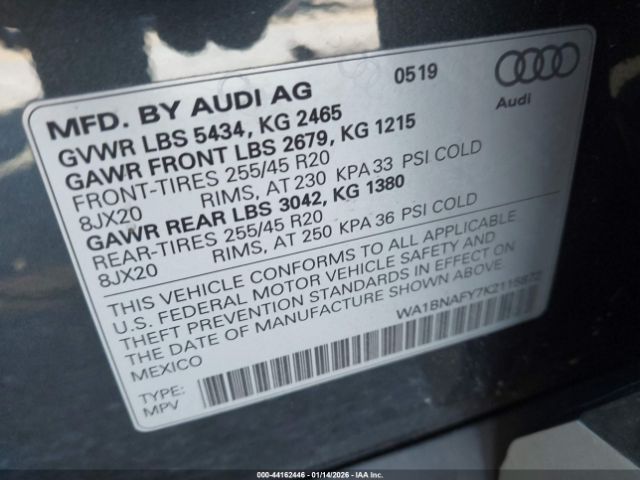 MFD. BY AUDI AG 0519
Audi
GVWR LBS 5434, KG 2465
GAWR FRONT LBS 2679, KG 1215
FRONT-TIRES 255/45 R20
8JX20 RIMS, AT 230 KPA 33 PSI COLD
GAWR REAR LBS 3042, KG 1380
REAR-TIRES 255/45 R20
8JX20 RIMS, AT 250 KPA 36 PSI COLD
THIS VEHICLE CONFORMS TO ALL APPLICABLE
U.S. FEDERAL MOTOR VEHICLE SAFETY AND
THEFT PREVENTION STANDARDS IN EFFECT ON
THE DATE OF MANUFACTURE SHOWN ABOVE.
MEXICO
WA1BNAFY7K2115872
TYPE:
MPV
000-44162446 - 01/14/2026 - IAA Inc.